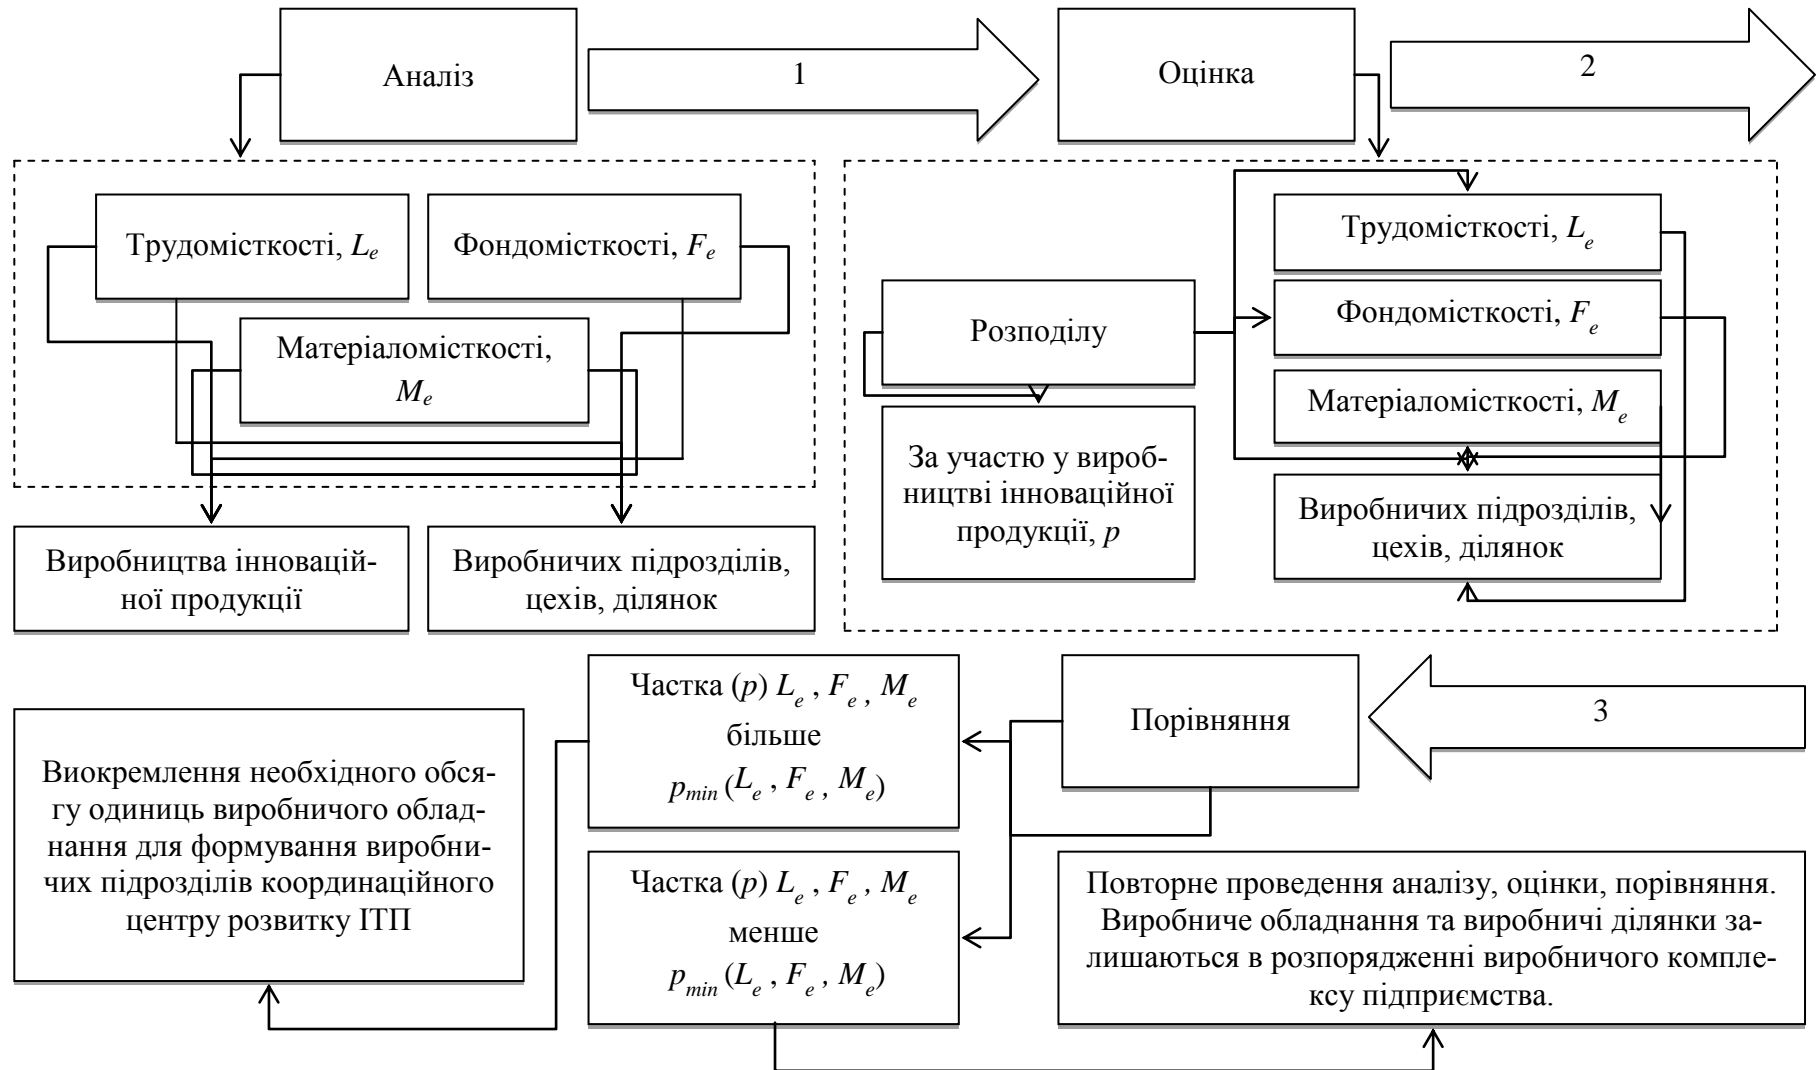 Аналіз
1
Оцінка
2
Трудомісткості, Lₑ
Фондомісткості, Fₑ
Матеріаломісткості,
Mₑ
Виробництва інновацій-
ної продукції
Виробничих підрозділів,
цехів, ділянок
Розподілу
За участю у вироб-
ництві інноваційної
продукції, p
Трудомісткості, Lₑ
Фондомісткості, Fₑ
Матеріаломісткості, Mₑ
Виробничих підрозділів,
цехів, ділянок
3
Порівняння
Частка (p) Lₑ , Fₑ , Mₑ
більше
pmin (Lₑ , Fₑ , Mₑ)
Частка (p) Lₑ , Fₑ , Mₑ
менше
pmin (Lₑ , Fₑ , Mₑ)
Виокремлення необхідного обся-
гу одиниць виробничого облад-
нання для формування виробни-
чих підрозділів координаційного
центру розвитку ІТП
Повторне проведення аналізу, оцінки, порівняння.
Виробниче обладнання та виробничі ділянки за-
лишаються в розпорядженні виробничого компле-
ксу підприємства.